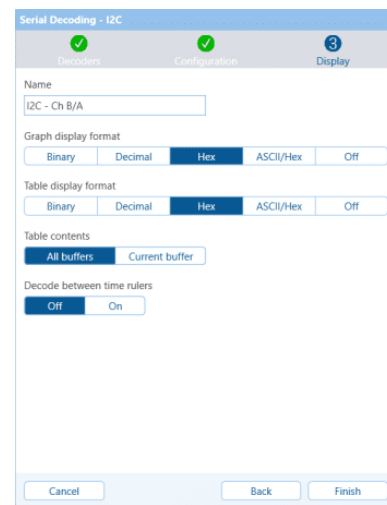 Serial Decoding - I2C
3
Decoders Configuration Display
Name
I2C - Ch B/A
Graph display format
Binary Decimal Hex ASCII/Hex Off
Table display format
Binary Decimal Hex ASCII/Hex Off
Table contents
All buffers Current buffer
Decode between time rulers
Off On
Cancel Back Finish